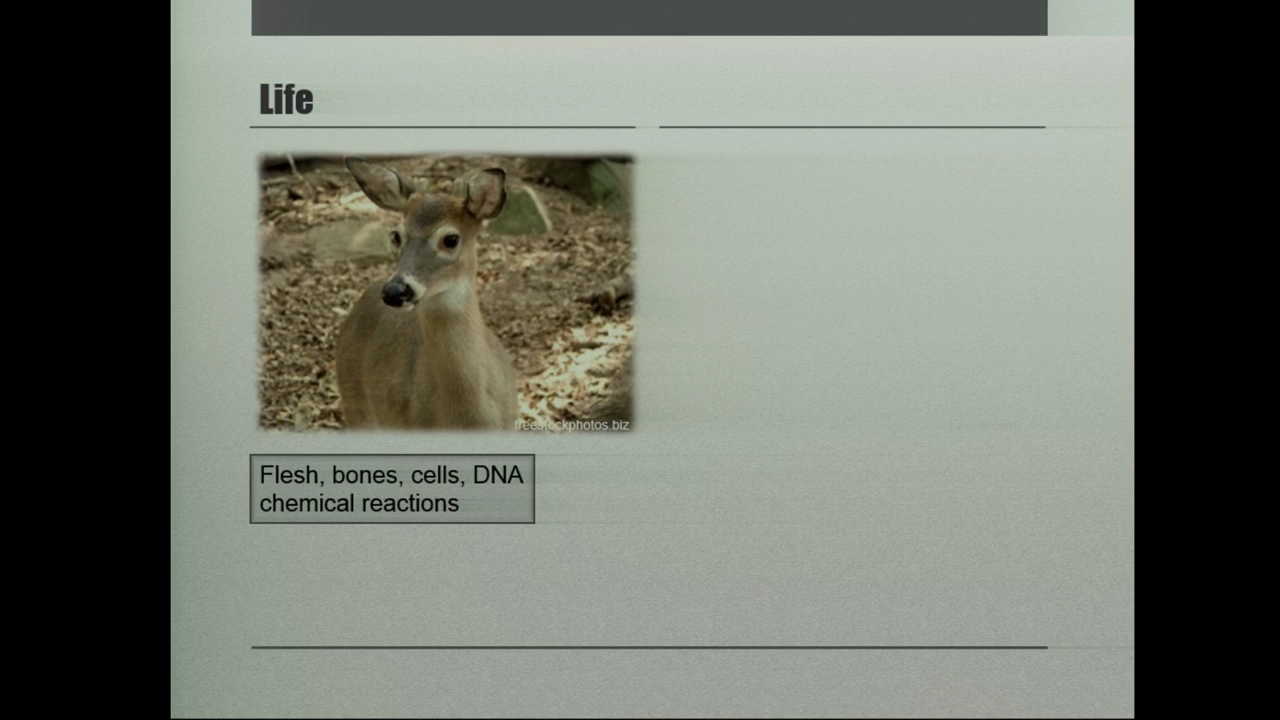 Life
freestockphotos.biz
Flesh, bones, cells, DNA
chemical reactions